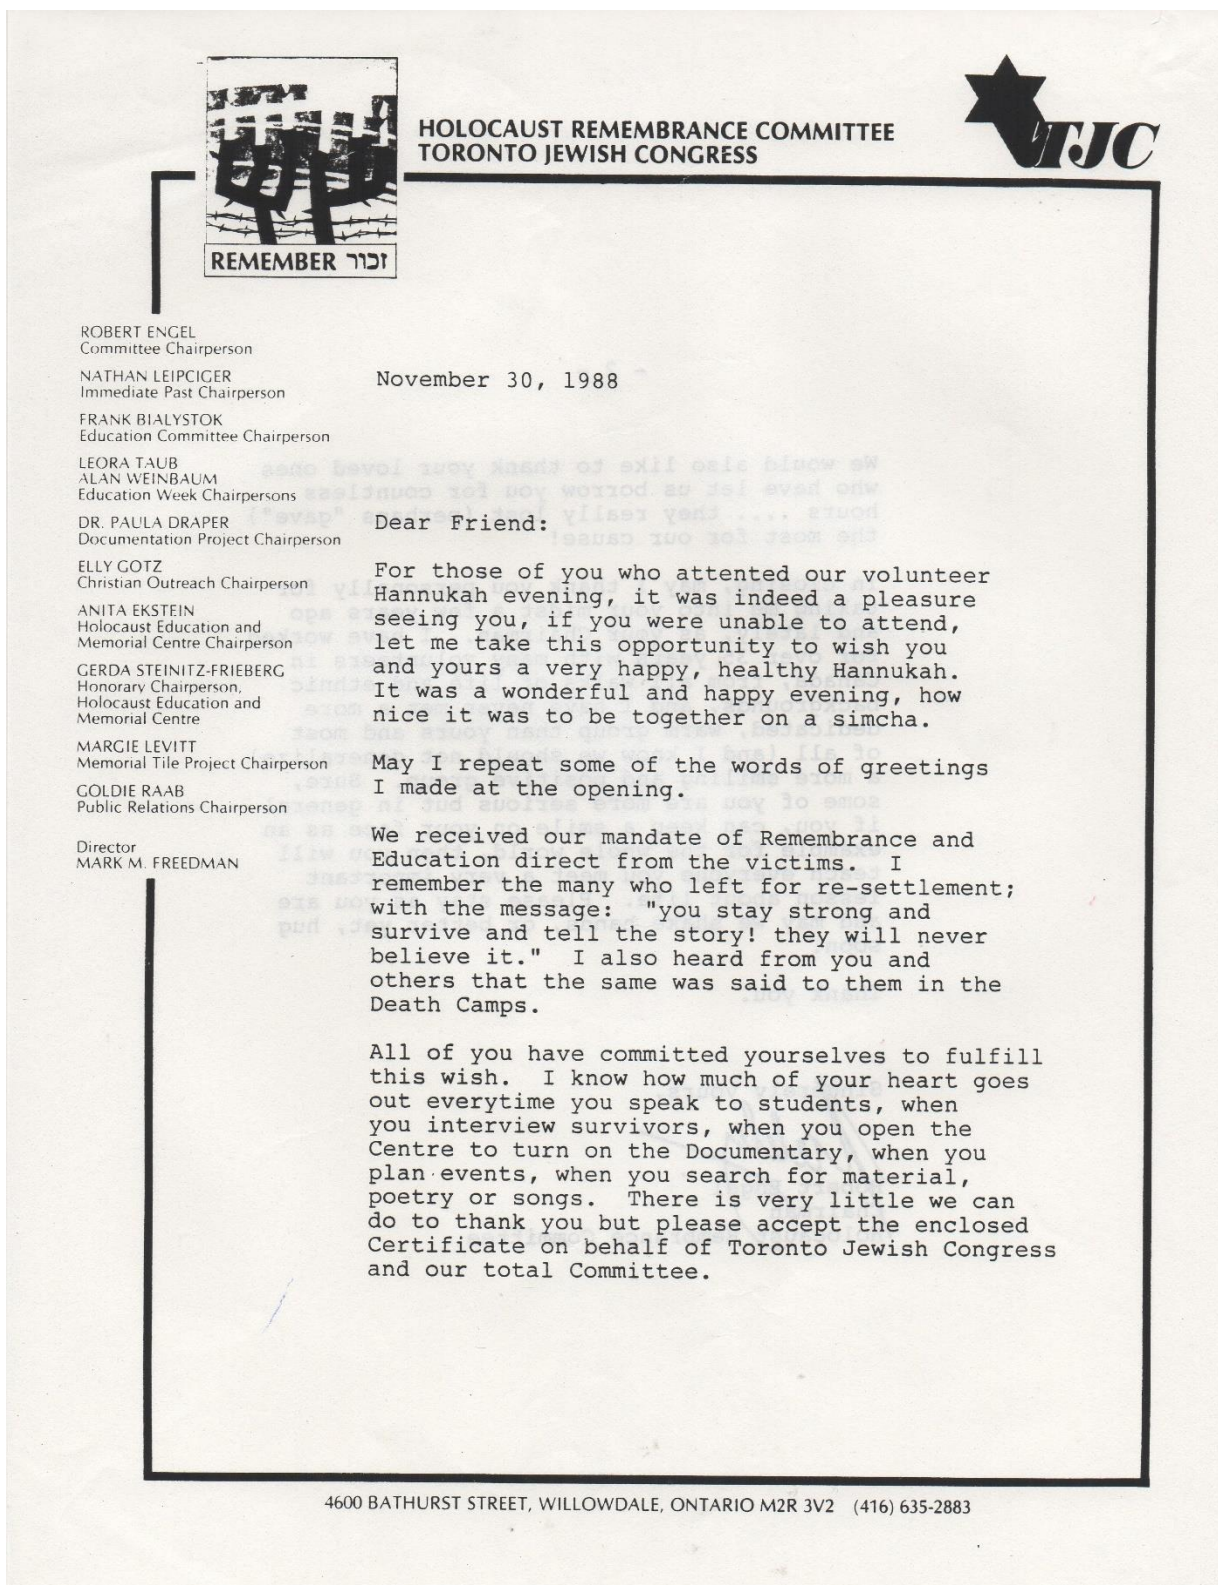 HOLOCAUST REMEMBRANCE COMMITTEE
TORONTO JEWISH CONGRESS
TJC
REMEMBER זכור
ROBERT ENGEL
Committee Chairperson
NATHAN LEIPCIGER
Immediate Past Chairperson
FRANK BIALYSTOK
Education Committee Chairperson
LEORA TAUB
ALAN WEINBAUM
Education Week Chairpersons
DR. PAULA DRAPER
Documentation Project Chairperson
ELLY GOTZ
Christian Outreach Chairperson
ANITA EKSTEIN
Holocaust Education and
Memorial Centre Chairperson
GERDA STEINITZ-FRIEBERG
Honorary Chairperson,
Holocaust Education and
Memorial Centre
MARGIE LEVITT
Memorial Tile Project Chairperson
GOLDIE RAAB
Public Relations Chairperson
Director
MARK M. FREEDMAN
November 30, 1988
Dear Friend:
For those of you who attented our volunteer
Hannukah evening, it was indeed a pleasure
seeing you, if you were unable to attend,
let me take this opportunity to wish you
and yours a very happy, healthy Hannukah.
It was a wonderful and happy evening, how
nice it was to be together on a simcha.
May I repeat some of the words of greetings
I made at the opening.
We received our mandate of Remembrance and
Education direct from the victims. I
remember the many who left for re-settlement;
with the message: "you stay strong and
survive and tell the story! they will never
believe it." I also heard from you and
others that the same was said to them in the
Death Camps.
All of you have committed yourselves to fulfill
this wish. I know how much of your heart goes
out everytime you speak to students, when
you interview survivors, when you open the
Centre to turn on the Documentary, when you
plan events, when you search for material,
poetry or songs. There is very little we can
do to thank you but please accept the enclosed
Certificate on behalf of Toronto Jewish Congress
and our total Committee.
4600 BATHURST STREET, WILLOWDALE, ONTARIO M2R 3V2 (416) 635-2883